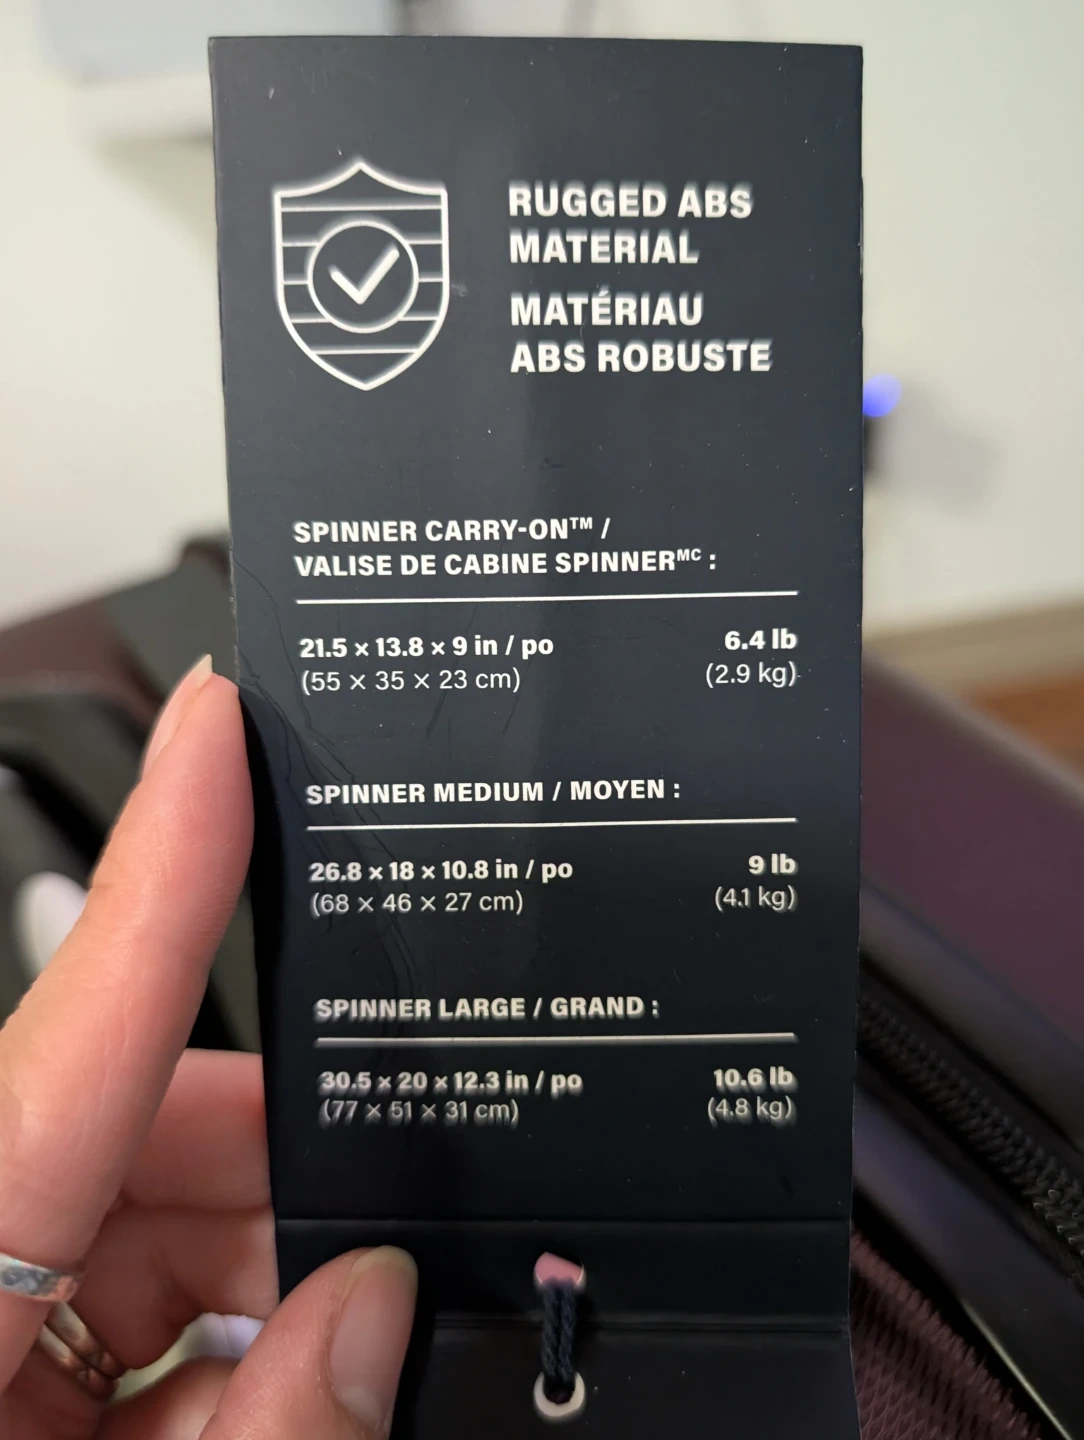 RUGGED ABS
MATERIAL
MATÉRIAU
ABS ROBUSTE
SPINNER CARRY-ON™ /
VALISE DE CABINE SPINNERᴹᶜ :
21.5 × 13.8 × 9 in / po 6.4 lb
(55 × 35 × 23 cm) (2.9 kg)
SPINNER MEDIUM / MOYEN :
26.8 × 18 × 10.8 in / po 9 lb
(68 × 46 × 27 cm) (4.1 kg)
SPINNER LARGE / GRAND :
30.5 × 20 × 12.3 in / po 10.6 lb
(77 × 51 × 31 cm) (4.8 kg)